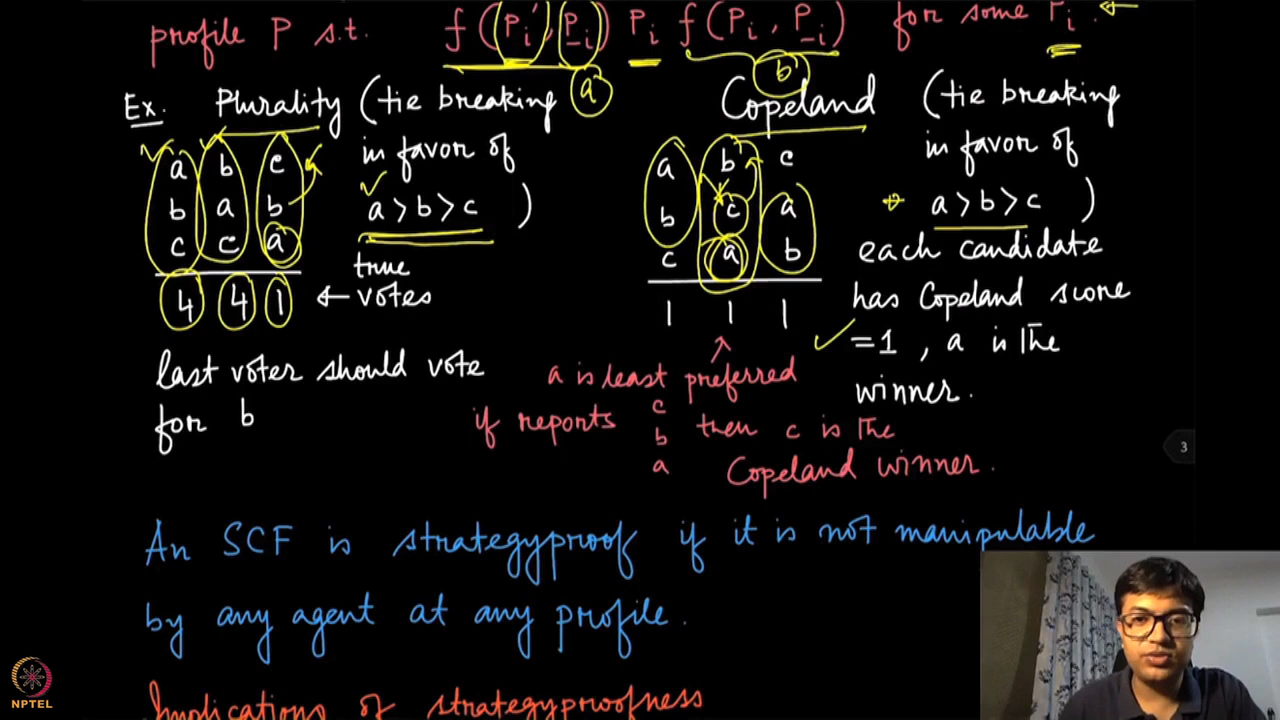 profile P s.t. f(Pi', P-i) Pi f(Pi, P-i) for some Pi.
a
b
Ex. Plurality (tie breaking in favor of a > b > c)
a b c
b a b
c c a
4 4 1 ← true votes
last voter should vote for b
Copeland (tie breaking in favor of a > b > c)
a b c
b c a
c a b
1 1 1
each candidate has Copeland score = 1, a is the winner.
a is least preferred
if reports c b a then c is the Copeland winner.
3
An SCF is strategyproof if it is not manipulable
by any agent at any profile.
Implications of strategyproofness
NPTEL